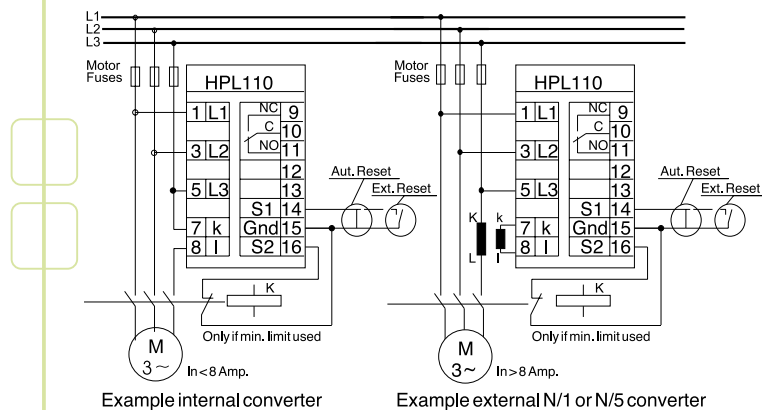 L1
L2
L3
Motor
Fuses
HPL110
1 L1
3 L2
5 L3
7 k
8 l
NC 9
C 10
NO 11
12
13
S1 14
Gnd 15
S2 16
Aut. Reset
Ext. Reset
K
Only if min. limit used
M
3~
In<8 Amp.
Example internal converter
Motor
Fuses
HPL110
1 L1
3 L2
5 L3
7 k
8 l
NC 9
C 10
NO 11
12
13
S1 14
Gnd 15
S2 16
Aut. Reset
Ext. Reset
K k
L l
K
Only if min. limit used
M
3~
In>8 Amp.
Example external N/1 or N/5 converter